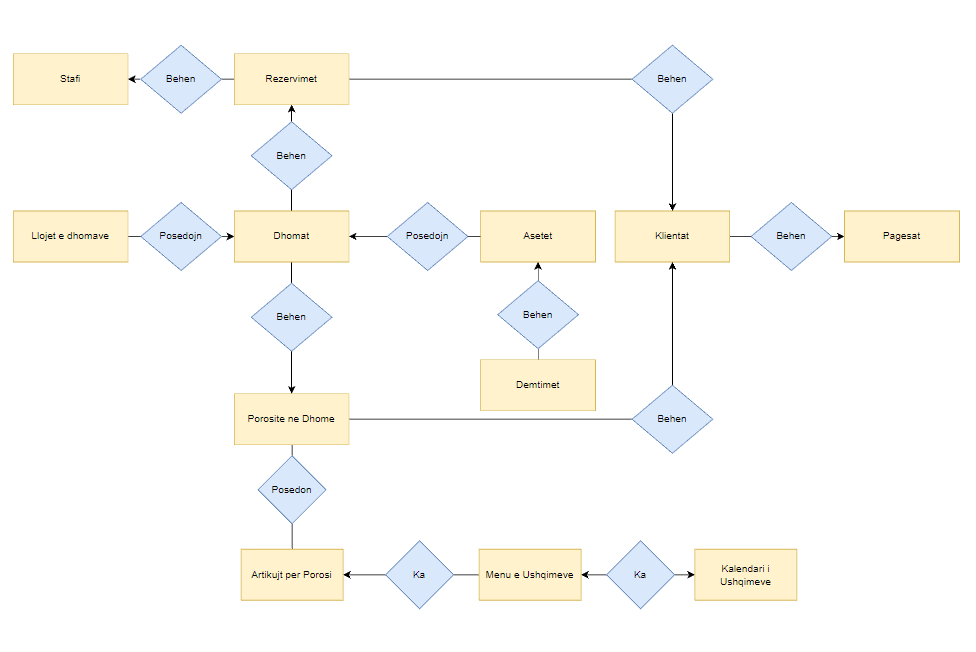 Stafi
Behen
Rezervimet
Behen
Behen
Llojet e dhomave
Posedojn
Dhomat
Posedojn
Asetet
Klientat
Behen
Pagesat
Behen
Behen
Demtimet
Porosite ne Dhome
Behen
Posedon
Artikujt per Porosi
Ka
Menu e Ushqimeve
Ka
Kalendari i
Ushqimeve